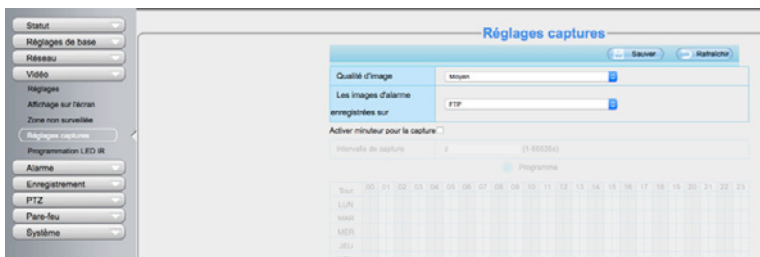 Statut
Réglages de base
Réseau
Vidéo
Réglages
Affichage sur l'écran
Zone non surveillée
Réglages captures
Programmation LED IR
Alarme
Enregistrement
PTZ
Pare-feu
Système
Réglages captures
Sauver
Rafraîchir
Qualité d'image
Moyen
Les images d'alarme
enregistrées sur
FTP
Activer minuteur pour la capture
Intervalle de capture
2
(1-65535s)
Programme
Tour 00 01 02 03 04 05 06 07 08 09 10 11 12 13 14 15 16 17 18 19 20 21 22 23
LUN
MAR
MER
JEU